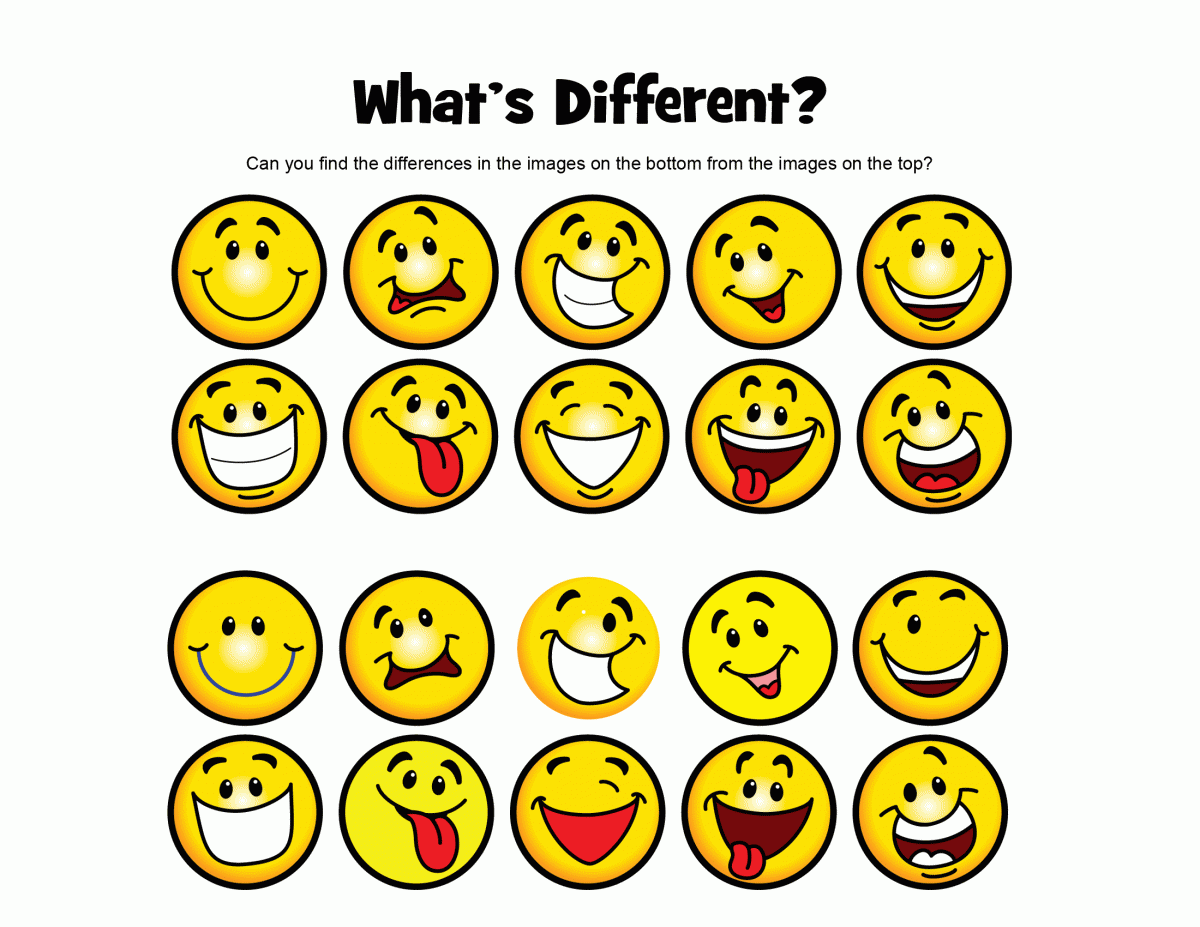 What's Different?
Can you find the differences in the images on the bottom from the images on the top?